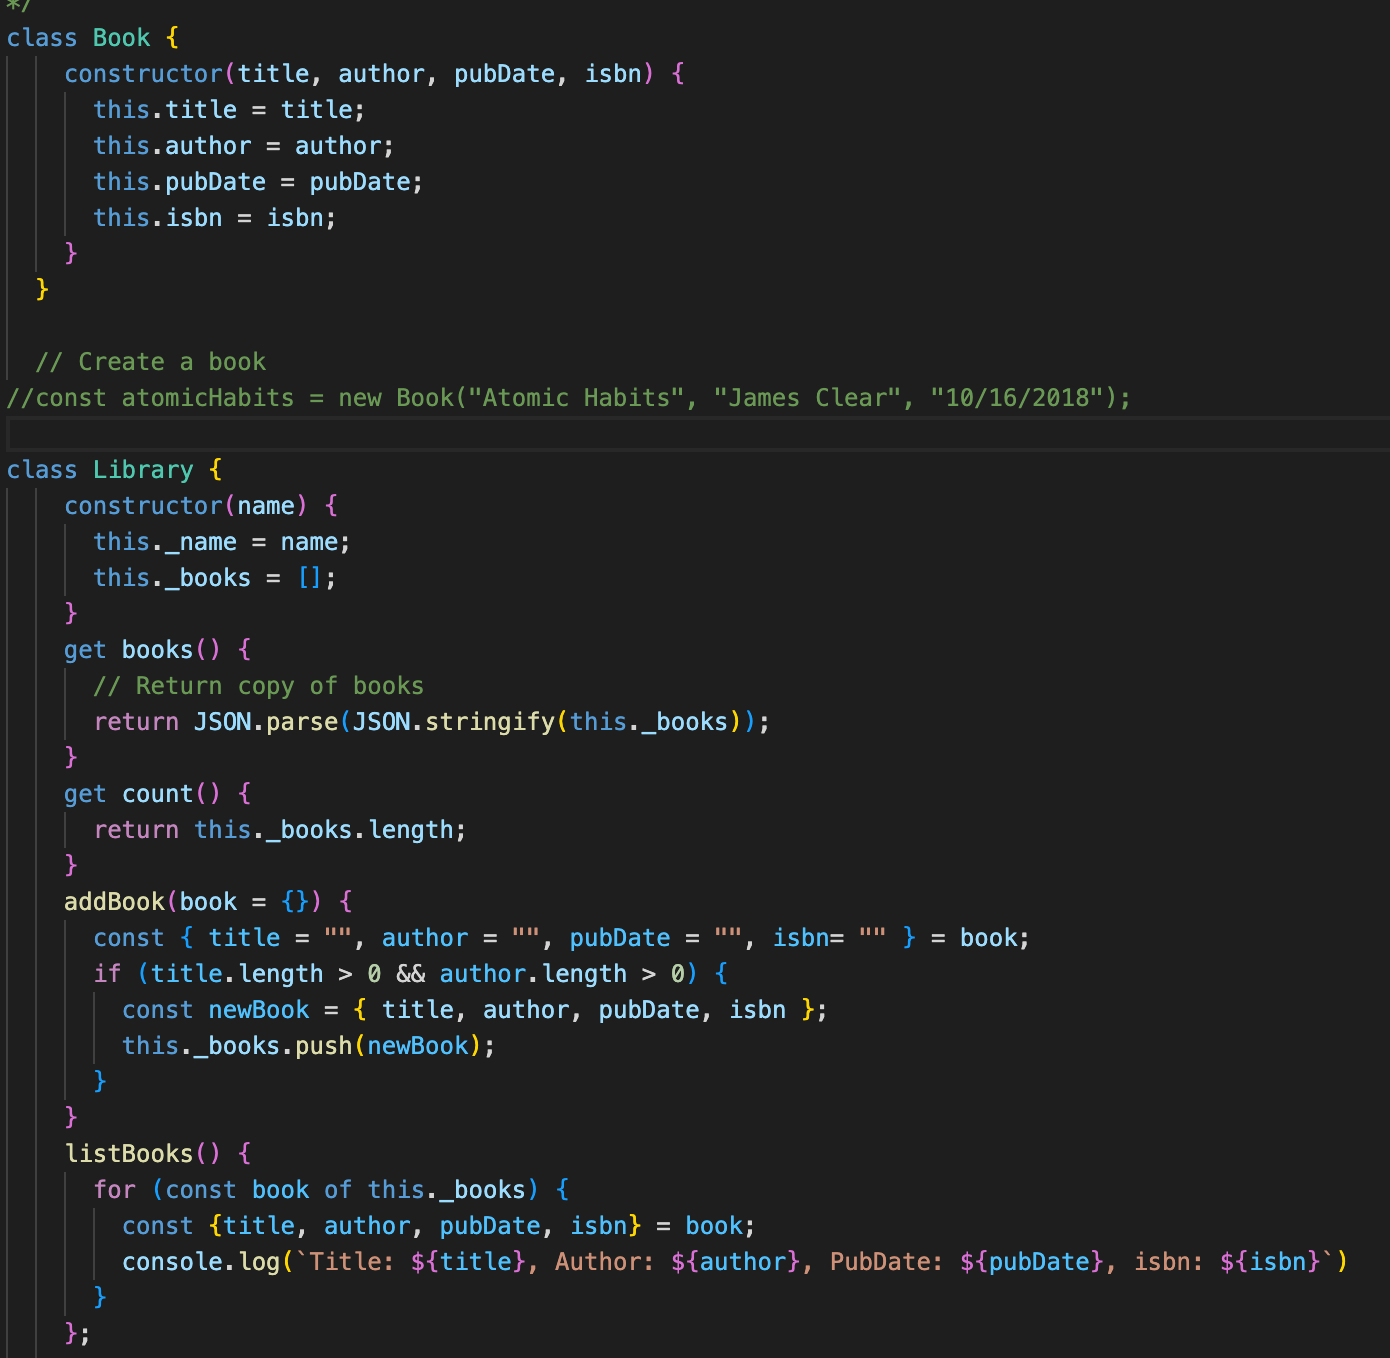 */
class Book {
    constructor(title, author, pubDate, isbn) {
      this.title = title;
      this.author = author;
      this.pubDate = pubDate;
      this.isbn = isbn;
    }
  }

  // Create a book
//const atomicHabits = new Book("Atomic Habits", "James Clear", "10/16/2018");

class Library {
    constructor(name) {
      this._name = name;
      this._books = [];
    }
    get books() {
      // Return copy of books
      return JSON.parse(JSON.stringify(this._books));
    }
    get count() {
      return this._books.length;
    }
    addBook(book = {}) {
      const { title = "", author = "", pubDate = "", isbn= "" } = book;
      if (title.length > 0 && author.length > 0) {
        const newBook = { title, author, pubDate, isbn };
        this._books.push(newBook);
      }
    }
    listBooks() {
      for (const book of this._books) {
        const {title, author, pubDate, isbn} = book;
        console.log(`Title: ${title}, Author: ${author}, PubDate: ${pubDate}, isbn: ${isbn}`)
      }
    };